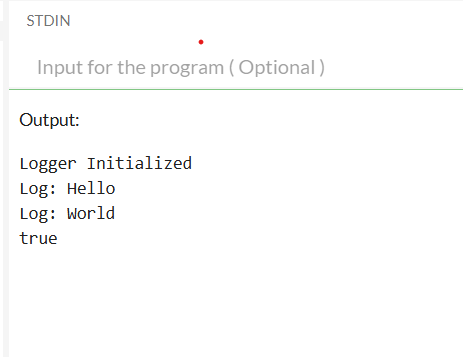 STDIN
Input for the program ( Optional )
Output:
Logger Initialized
Log: Hello
Log: World
true